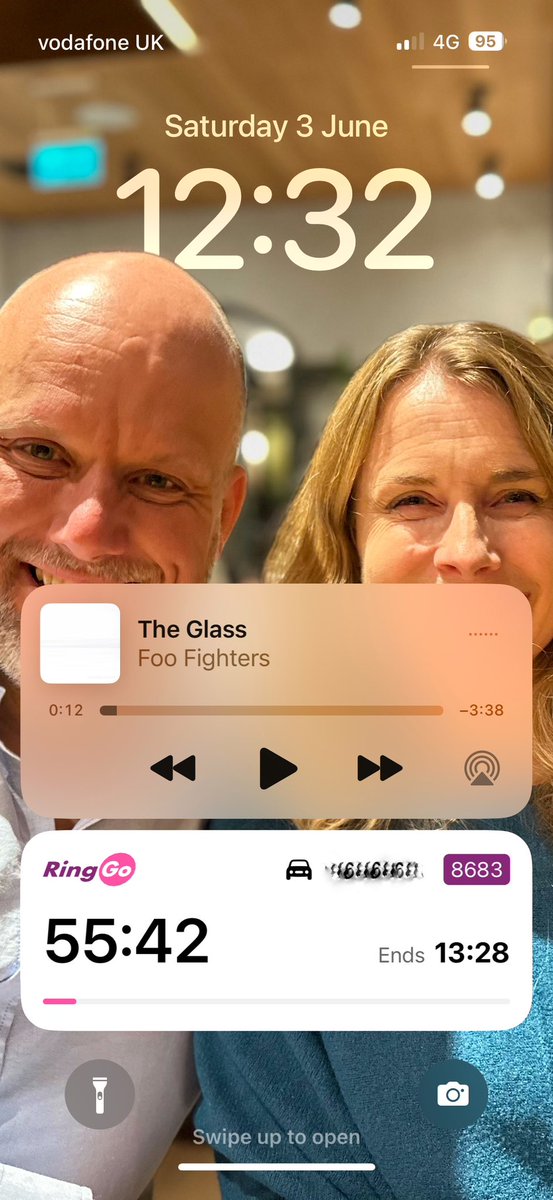 vodafone UK 4G 95
Saturday 3 June
12:32
The Glass
Foo Fighters
0:12 –3:38
RingGo 8683
55:42 Ends 13:28
Swipe up to open